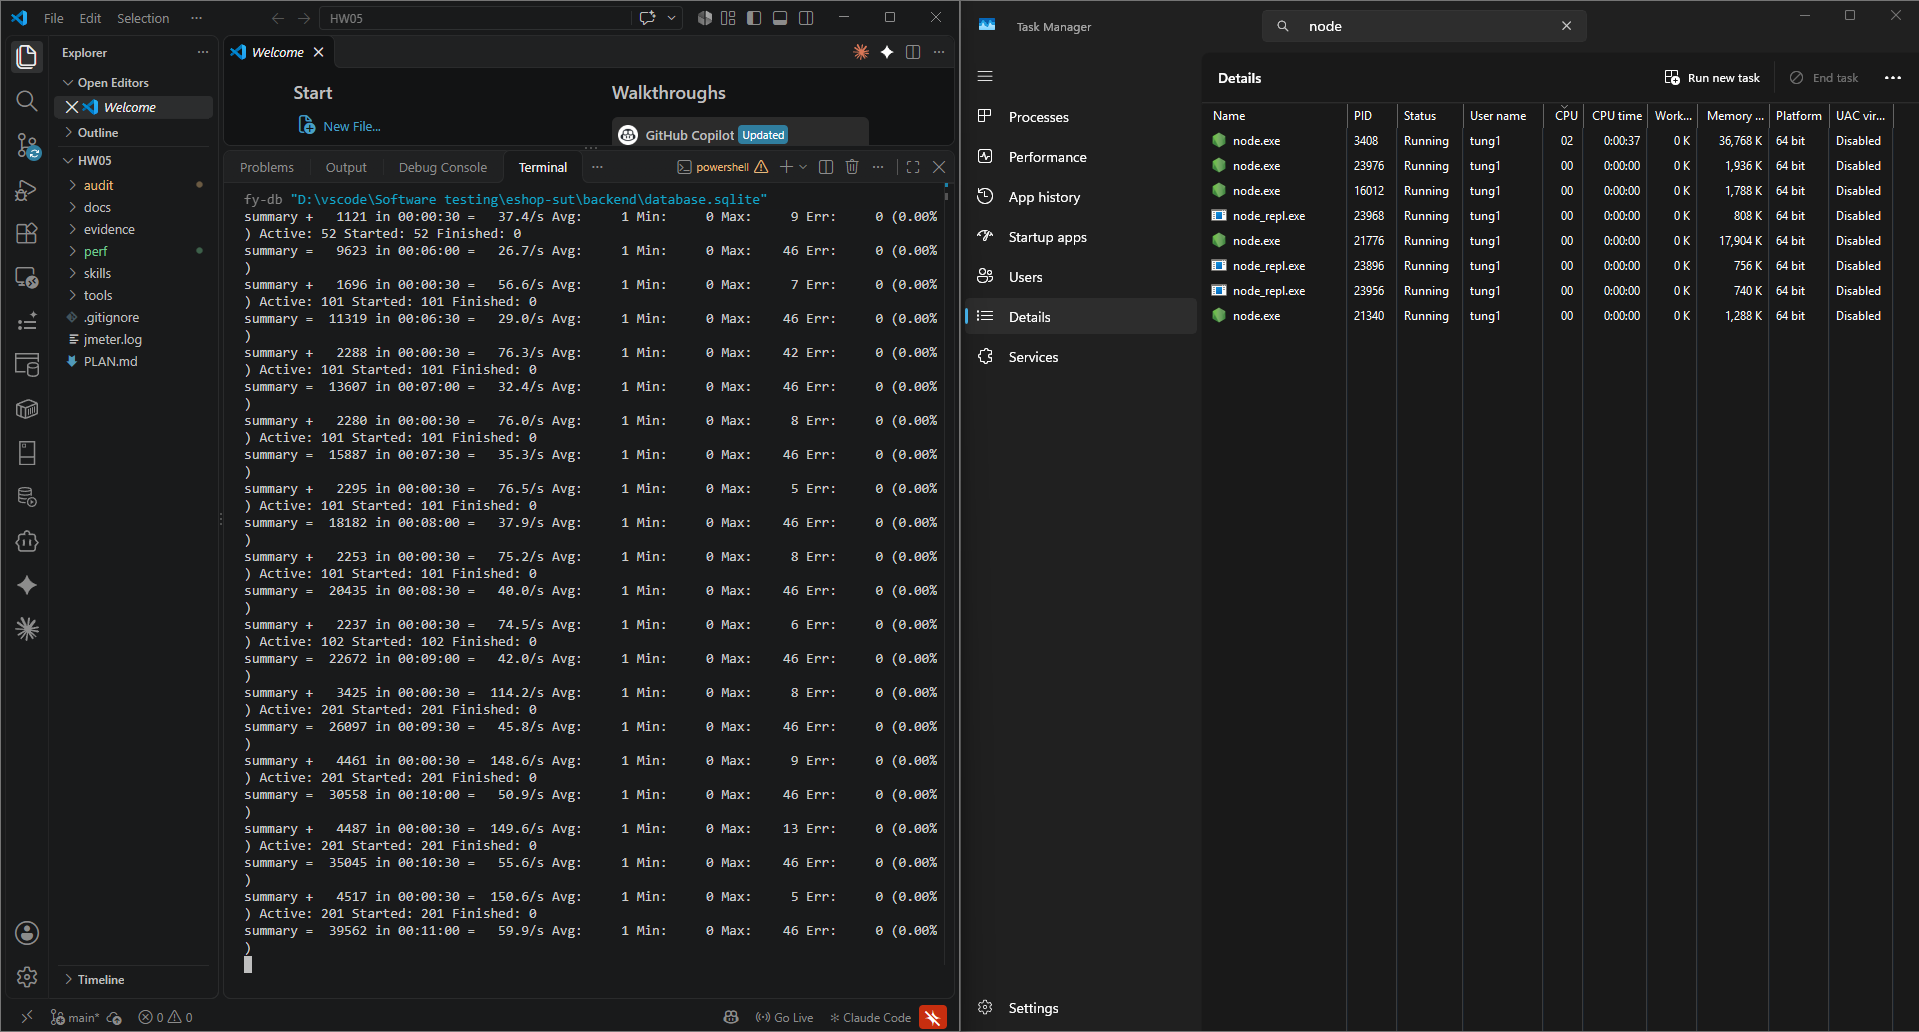 File Edit Selection ··· HW05
Explorer ···
Open Editors
Welcome
Outline
HW05
audit
docs
evidence
perf
skills
tools
.gitignore
jmeter.log
PLAN.md
Timeline
Welcome
Start
New File...
Walkthroughs
GitHub Copilot Updated
Problems Output Debug Console Terminal ··· powershell
fy-db "D:\vscode\Software testing\eshop-sut\backend\database.sqlite"
summary + 1121 in 00:00:30 = 37.4/s Avg: 1 Min: 0 Max: 9 Err: 0 (0.00%
) Active: 52 Started: 52 Finished: 0
summary = 9623 in 00:06:00 = 26.7/s Avg: 1 Min: 0 Max: 46 Err: 0 (0.00%
)
summary + 1696 in 00:00:30 = 56.6/s Avg: 1 Min: 0 Max: 7 Err: 0 (0.00%
) Active: 101 Started: 101 Finished: 0
summary = 11319 in 00:06:30 = 29.0/s Avg: 1 Min: 0 Max: 46 Err: 0 (0.00%
)
summary + 2288 in 00:00:30 = 76.3/s Avg: 1 Min: 0 Max: 42 Err: 0 (0.00%
) Active: 101 Started: 101 Finished: 0
summary = 13607 in 00:07:00 = 32.4/s Avg: 1 Min: 0 Max: 46 Err: 0 (0.00%
)
summary + 2280 in 00:00:30 = 76.0/s Avg: 1 Min: 0 Max: 8 Err: 0 (0.00%
) Active: 101 Started: 101 Finished: 0
summary = 15887 in 00:07:30 = 35.3/s Avg: 1 Min: 0 Max: 46 Err: 0 (0.00%
)
summary + 2295 in 00:00:30 = 76.5/s Avg: 1 Min: 0 Max: 5 Err: 0 (0.00%
) Active: 101 Started: 101 Finished: 0
summary = 18182 in 00:08:00 = 37.9/s Avg: 1 Min: 0 Max: 46 Err: 0 (0.00%
)
summary + 2253 in 00:00:30 = 75.2/s Avg: 1 Min: 0 Max: 8 Err: 0 (0.00%
) Active: 101 Started: 101 Finished: 0
summary = 20435 in 00:08:30 = 40.0/s Avg: 1 Min: 0 Max: 46 Err: 0 (0.00%
)
summary + 2237 in 00:00:30 = 74.5/s Avg: 1 Min: 0 Max: 6 Err: 0 (0.00%
) Active: 102 Started: 102 Finished: 0
summary = 22672 in 00:09:00 = 42.0/s Avg: 1 Min: 0 Max: 46 Err: 0 (0.00%
)
summary + 3425 in 00:00:30 = 114.2/s Avg: 1 Min: 0 Max: 8 Err: 0 (0.00%
) Active: 201 Started: 201 Finished: 0
summary = 26097 in 00:09:30 = 45.8/s Avg: 1 Min: 0 Max: 46 Err: 0 (0.00%
)
summary + 4461 in 00:00:30 = 148.6/s Avg: 1 Min: 0 Max: 9 Err: 0 (0.00%
) Active: 201 Started: 201 Finished: 0
summary = 30558 in 00:10:00 = 50.9/s Avg: 1 Min: 0 Max: 46 Err: 0 (0.00%
)
summary + 4487 in 00:00:30 = 149.6/s Avg: 1 Min: 0 Max: 13 Err: 0 (0.00%
) Active: 201 Started: 201 Finished: 0
summary = 35045 in 00:10:30 = 55.6/s Avg: 1 Min: 0 Max: 46 Err: 0 (0.00%
)
summary + 4517 in 00:00:30 = 150.6/s Avg: 1 Min: 0 Max: 5 Err: 0 (0.00%
) Active: 201 Started: 201 Finished: 0
summary = 39562 in 00:11:00 = 59.9/s Avg: 1 Min: 0 Max: 46 Err: 0 (0.00%
)
main* 0 0 Go Live Claude Code
Task Manager node
Processes
Performance
App history
Startup apps
Users
Details
Services
Settings
Details Run new task End task ···
Name PID Status User name CPU CPU time Work... Memory ... Platform UAC vir...
node.exe 3408 Running tung1 02 0:00:37 0 K 36,768 K 64 bit Disabled
node.exe 23976 Running tung1 00 0:00:00 0 K 1,936 K 64 bit Disabled
node.exe 16012 Running tung1 00 0:00:00 0 K 1,788 K 64 bit Disabled
node_repl.exe 23968 Running tung1 00 0:00:00 0 K 808 K 64 bit Disabled
node.exe 21776 Running tung1 00 0:00:00 0 K 17,904 K 64 bit Disabled
node_repl.exe 23896 Running tung1 00 0:00:00 0 K 756 K 64 bit Disabled
node_repl.exe 23956 Running tung1 00 0:00:00 0 K 740 K 64 bit Disabled
node.exe 21340 Running tung1 00 0:00:00 0 K 1,288 K 64 bit Disabled